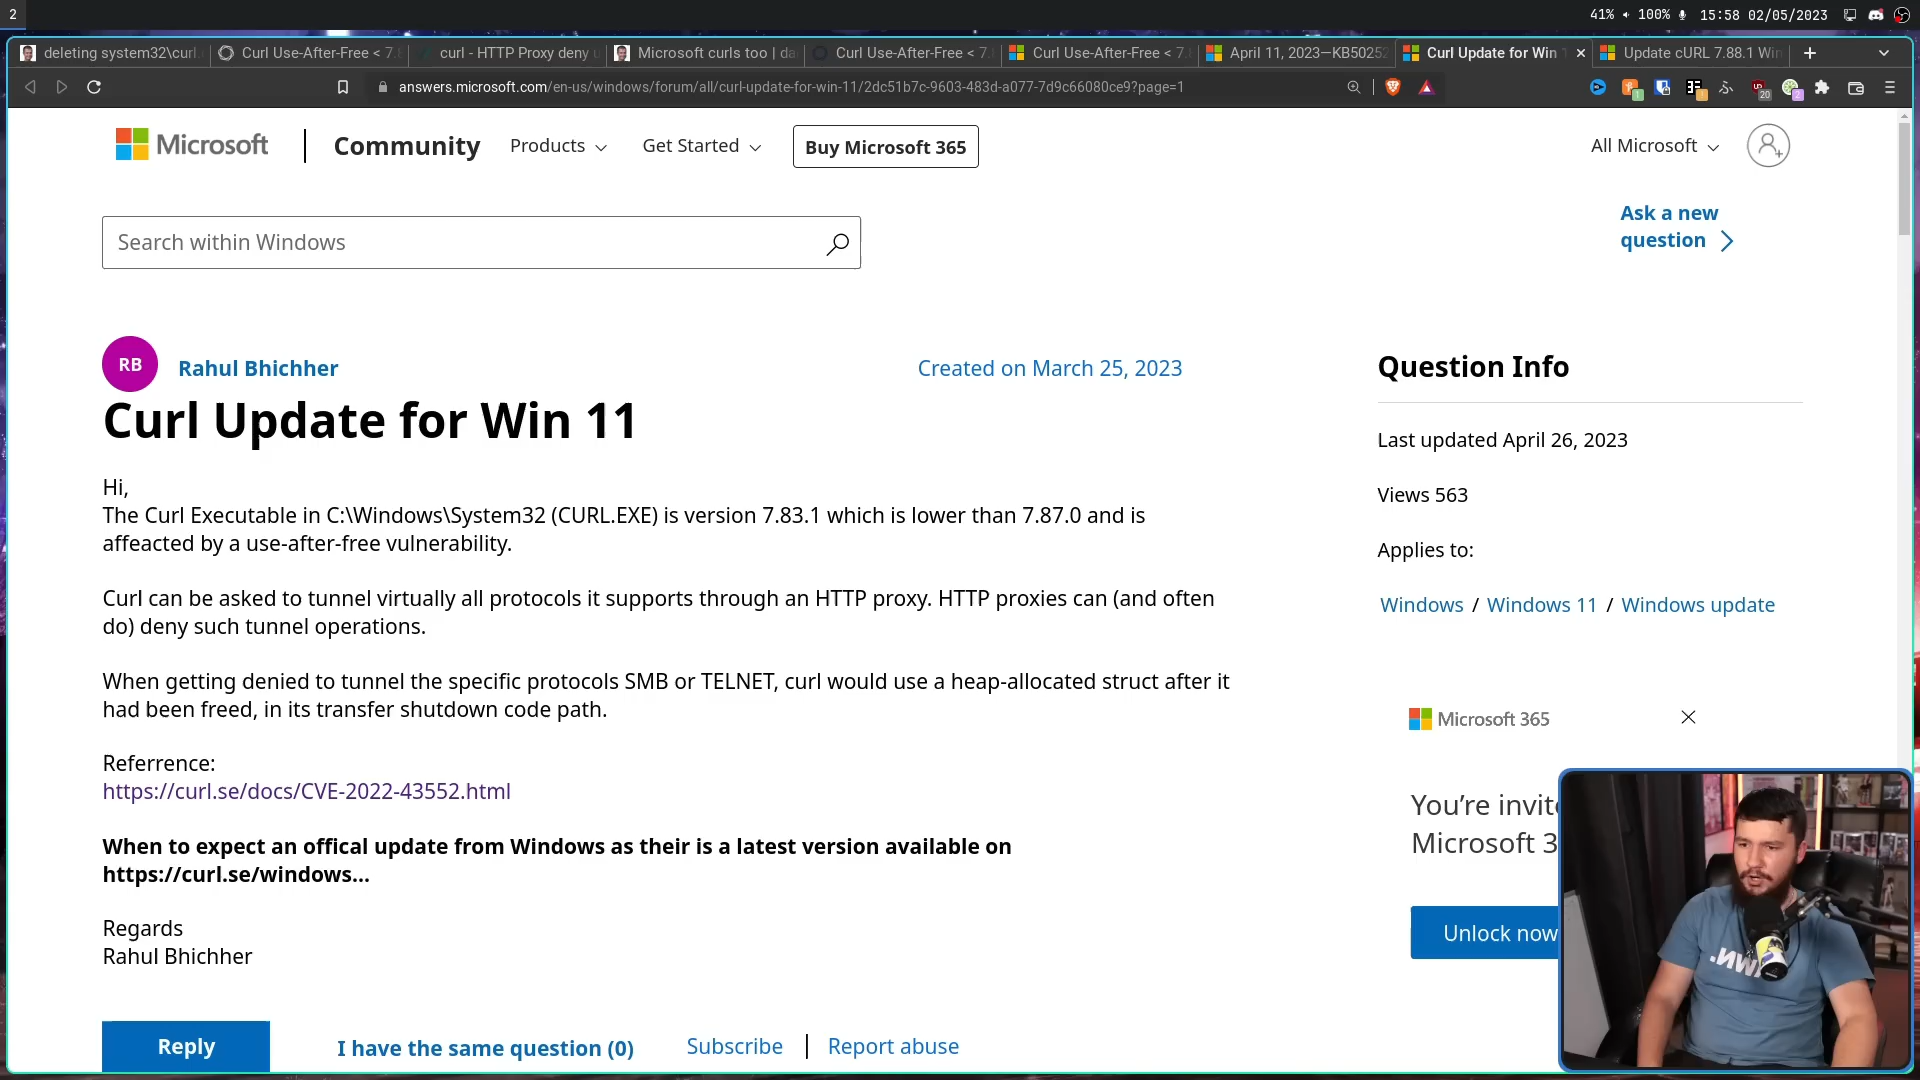 2
41%
100%
15:58 02/05/2023
deleting system32\curl
Curl Use-After-Free < 7.
curl - HTTP Proxy deny
Microsoft curls too | da
Curl Use-After-Free < 7.
Curl Use-After-Free < 7.
April 11, 2023—KB50252
Curl Update for Win
Update cURL 7.88.1 Win
answers.microsoft.com/en-us/windows/forum/all/curl-update-for-win-11/2dc51b7c-9603-483d-a077-7d9c66080ce9?page=1
Microsoft
Community
Products
Get Started
Buy Microsoft 365
All Microsoft
Search within Windows
Ask a new
question
RB
Rahul Bhichher
Created on March 25, 2023
Curl Update for Win 11
Hi,
The Curl Executable in C:\Windows\System32 (CURL.EXE) is version 7.83.1 which is lower than 7.87.0 and is
affeacted by a use-after-free vulnerability.
Curl can be asked to tunnel virtually all protocols it supports through an HTTP proxy. HTTP proxies can (and often
do) deny such tunnel operations.
When getting denied to tunnel the specific protocols SMB or TELNET, curl would use a heap-allocated struct after it
had been freed, in its transfer shutdown code path.
Referrence:
https://curl.se/docs/CVE-2022-43552.html
When to expect an offical update from Windows as their is a latest version available on
https://curl.se/windows...
Regards
Rahul Bhichher
Reply
I have the same question (0)
Subscribe
Report abuse
Question Info
Last updated April 26, 2023
Views 563
Applies to:
Windows / Windows 11 / Windows update
Microsoft 365
You’re invite
Microsoft 3
Unlock now